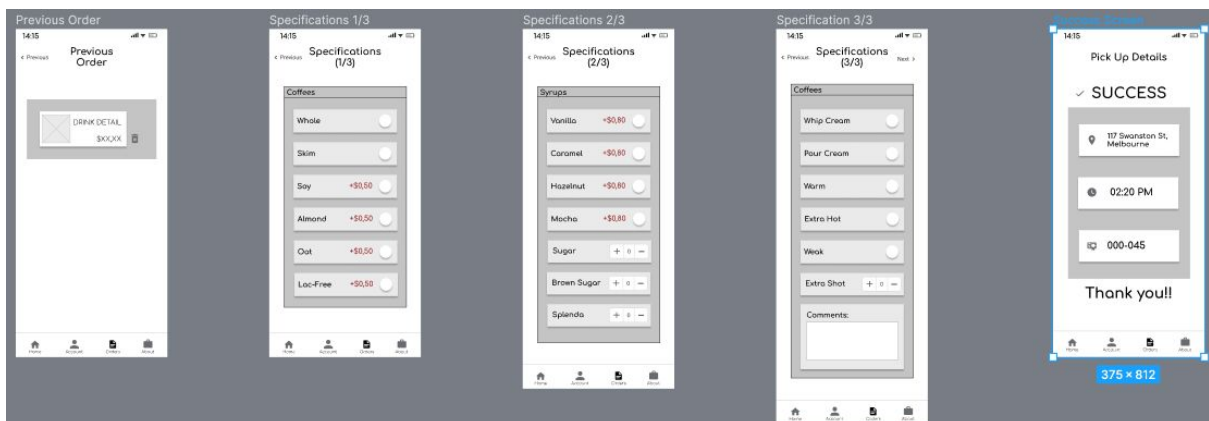 Previous Order
14:15
< Previous
Previous
Order
DRINK DETAIL
$XX,XX
Home
Account
Orders
About
Specifications 1/3
14:15
< Previous
Specifications
(1/3)
Coffees
Whole
Skim
Soy +$0,50
Almond +$0,50
Oat +$0,50
Lac-Free +$0,50
Home
Account
Orders
About
Specifications 2/3
14:15
< Previous
Specifications
(2/3)
Syrups
Vanilla +$0,80
Caramel +$0,80
Hazelnut +$0,80
Mocha +$0,80
Sugar + 0 −
Brown Sugar + 0 −
Splenda + 0 −
Home
Account
Orders
About
Specification 3/3
14:15
< Previous
Specifications
(3/3)
Next >
Coffees
Whip Cream
Pour Cream
Warm
Extra Hot
Weak
Extra Shot + 0 −
Comments:
Home
Account
Orders
About
14:15
Pick Up Details
SUCCESS
117 Swanston St,
Melbourne
02:20 PM
000-045
Thank you!!
Home
Account
Orders
About
375 × 812